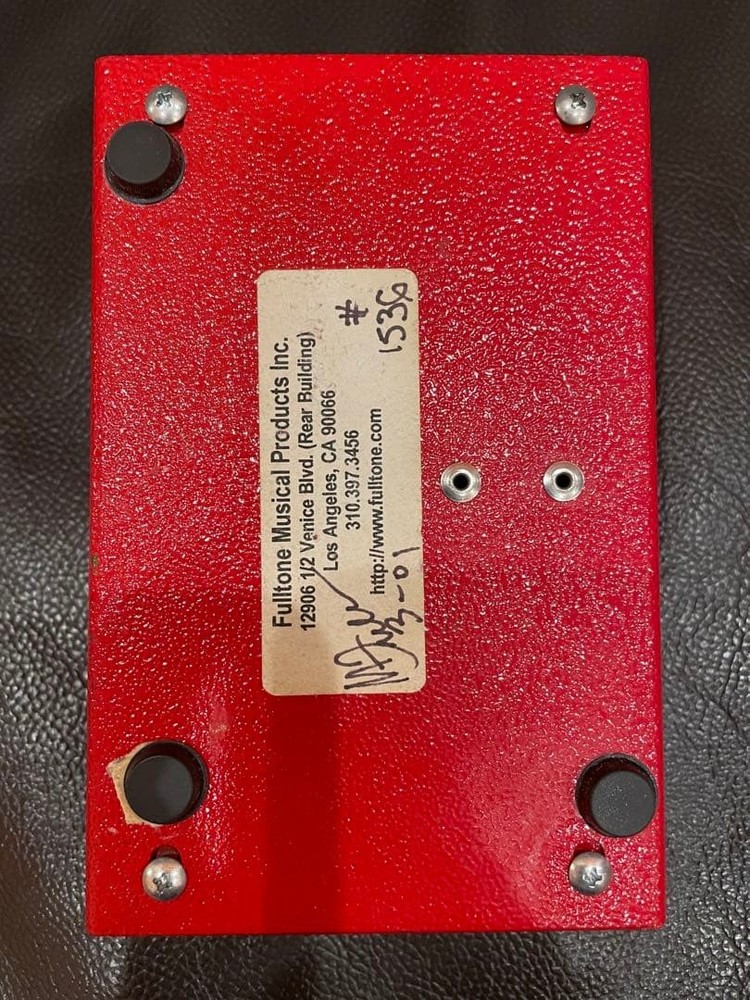 Fulltone Musical Products Inc.
12906 1/2 Venice Blvd. (Rear Building)
Los Angeles, CA 90066
310.397.3456
http://www.fulltone.com
#
1536